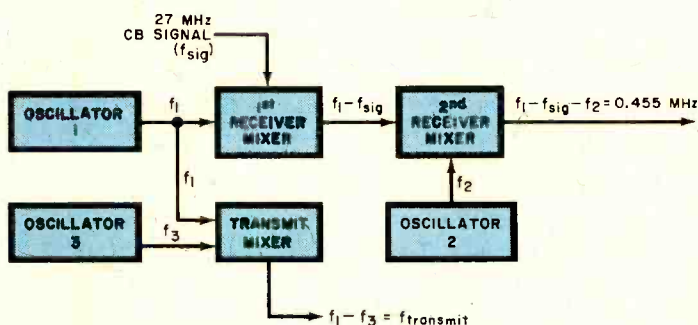 27 MHz
CB SIGNAL
(fsig)
OSCILLATOR
1
f1
1st
RECEIVER
MIXER
f1-fsig
2nd
RECEIVER
MIXER
f1-fsig-f2=0.455 MHz
f1
f2
OSCILLATOR
3
f3
TRANSMIT
MIXER
OSCILLATOR
2
f1-f3=ftransmit